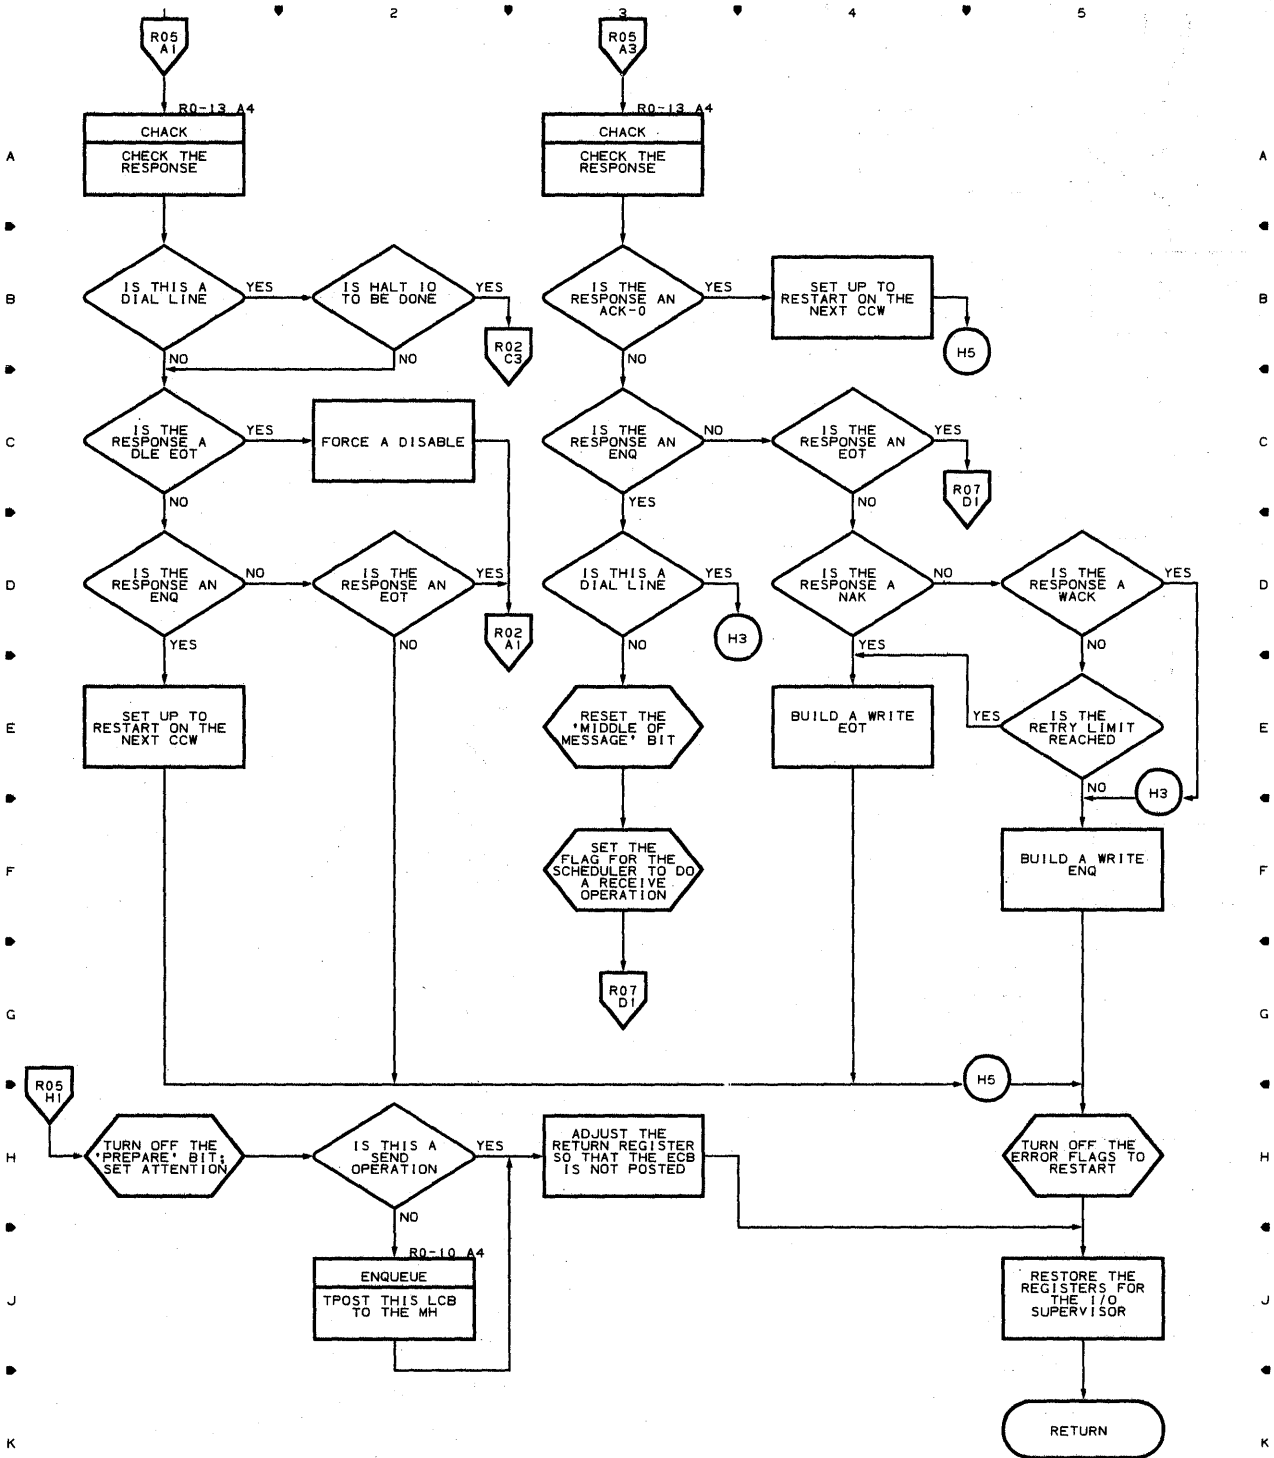 1 2 3 4 5
R05
A1
R05
A3
R0-13 A4
CHACK
CHECK THE
RESPONSE
R0-13 A4
CHACK
CHECK THE
RESPONSE
A
A
B
IS THIS A
DIAL LINE
YES
NO
IS HALT IO
TO BE DONE
YES
NO
R02
C3
IS THE
RESPONSE AN
ACK-0
YES
NO
SET UP TO
RESTART ON THE
NEXT CCW
H5
B
C
IS THE
RESPONSE A
DLE EOT
YES
NO
FORCE A DISABLE
IS THE
RESPONSE AN
ENQ
NO
YES
IS THE
RESPONSE AN
EOT
YES
NO
R07
D1
C
D
IS THE
RESPONSE AN
ENQ
NO
YES
IS THE
RESPONSE AN
EOT
YES
NO
R02
A1
IS THIS A
DIAL LINE
YES
NO
H3
IS THE
RESPONSE A
NAK
NO
YES
IS THE
RESPONSE A
WACK
YES
NO
D
E
SET UP TO
RESTART ON THE
NEXT CCW
RESET THE
'MIDDLE OF
MESSAGE' BIT
BUILD A WRITE
EOT
YES
IS THE
RETRY LIMIT
REACHED
NO
H3
E
F
SET THE
FLAG FOR THE
SCHEDULER TO DO
A RECEIVE
OPERATION
BUILD A WRITE
ENQ
F
G
R07
D1
G
R05
H1
H5
H
TURN OFF THE
'PREPARE' BIT;
SET ATTENTION
IS THIS A
SEND
OPERATION
YES
NO
ADJUST THE
RETURN REGISTER
SO THAT THE ECB
IS NOT POSTED
TURN OFF THE
ERROR FLAGS TO
RESTART
H
J
R0-10 A4
ENQUEUE
TPOST THIS LCB
TO THE MH
RESTORE THE
REGISTERS FOR
THE I/O
SUPERVISOR
J
K
RETURN
K